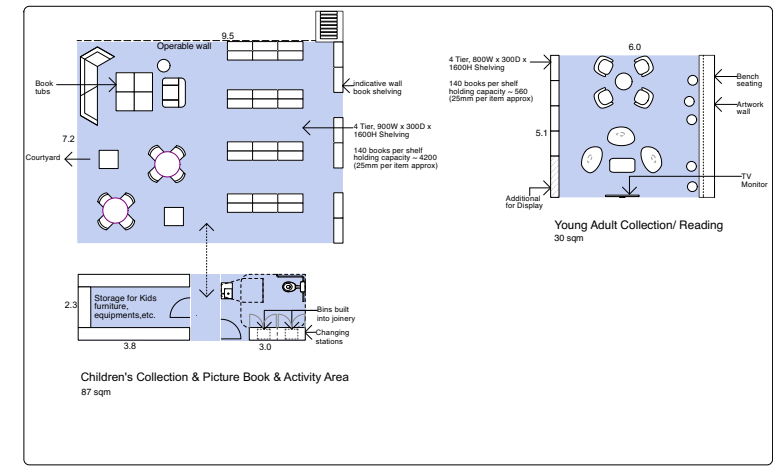 9.5
Operable wall
Book
tubs
indicative wall
book shelving
4 Tier, 900W x 300D x
1600H Shelving
140 books per shelf
holding capacity ~ 4200
(25mm per item approx)
7.2
Courtyard
2.3
Storage for Kids
furniture,
equipments,etc.
Bins built
into joinery
Changing
stations
3.8
3.0
Children's Collection & Picture Book & Activity Area
87 sqm
6.0
4 Tier, 800W x 300D x
1600H Shelving
140 books per shelf
holding capacity ~ 560
(25mm per item approx)
Bench
seating
Artwork
wall
5.1
TV
Monitor
Additional
for Display
Young Adult Collection/ Reading
30 sqm